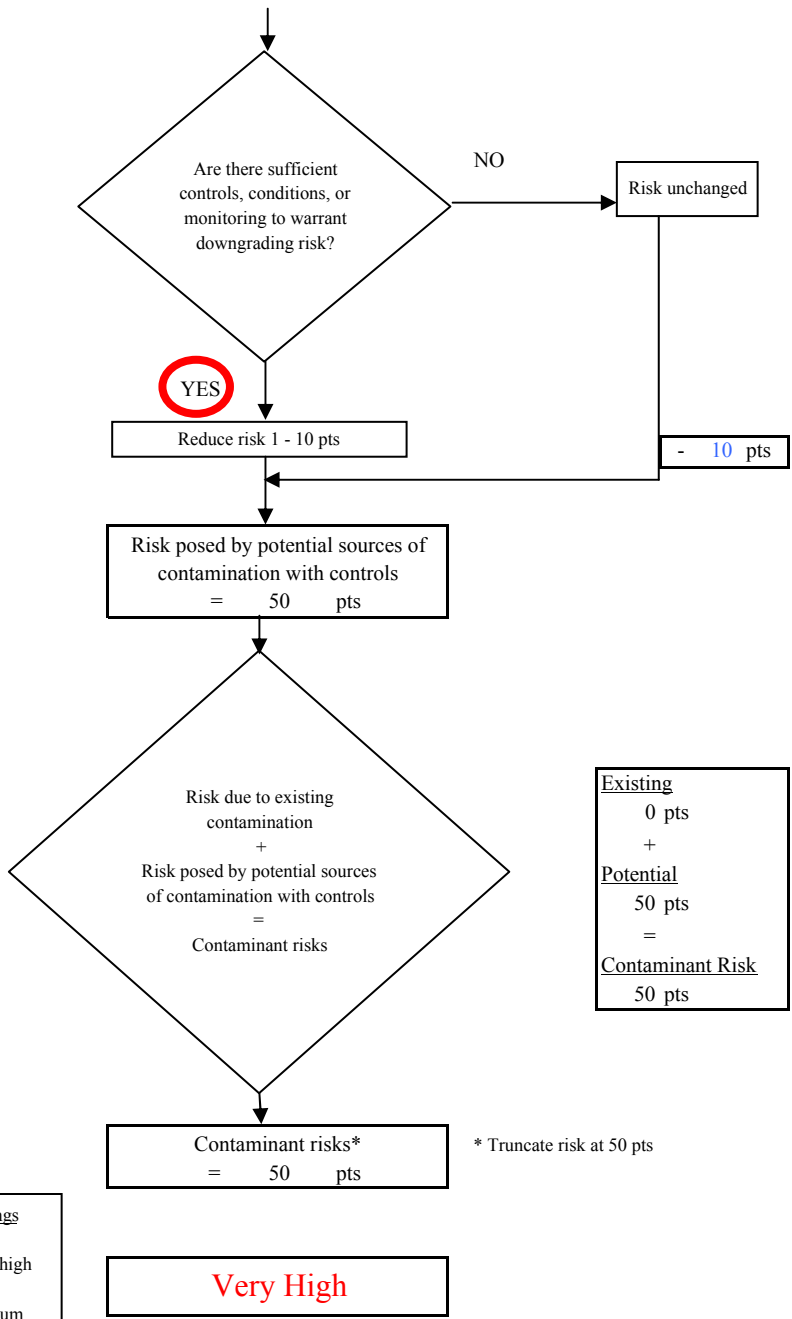 Are there sufficient
controls, conditions, or
monitoring to warrant
downgrading risk?
NO
Risk unchanged
YES
Reduce risk 1 - 10 pts
- 10 pts
Risk posed by potential sources of
contamination with controls
= 50 pts
Risk due to existing
contamination
+
Risk posed by potential sources
of contamination with controls
=
Contaminant risks
Existing
0 pts
+
Potential
50 pts
=
Contaminant Risk
50 pts
Contaminant risks*
= 50 pts
* Truncate risk at 50 pts
high
Very High